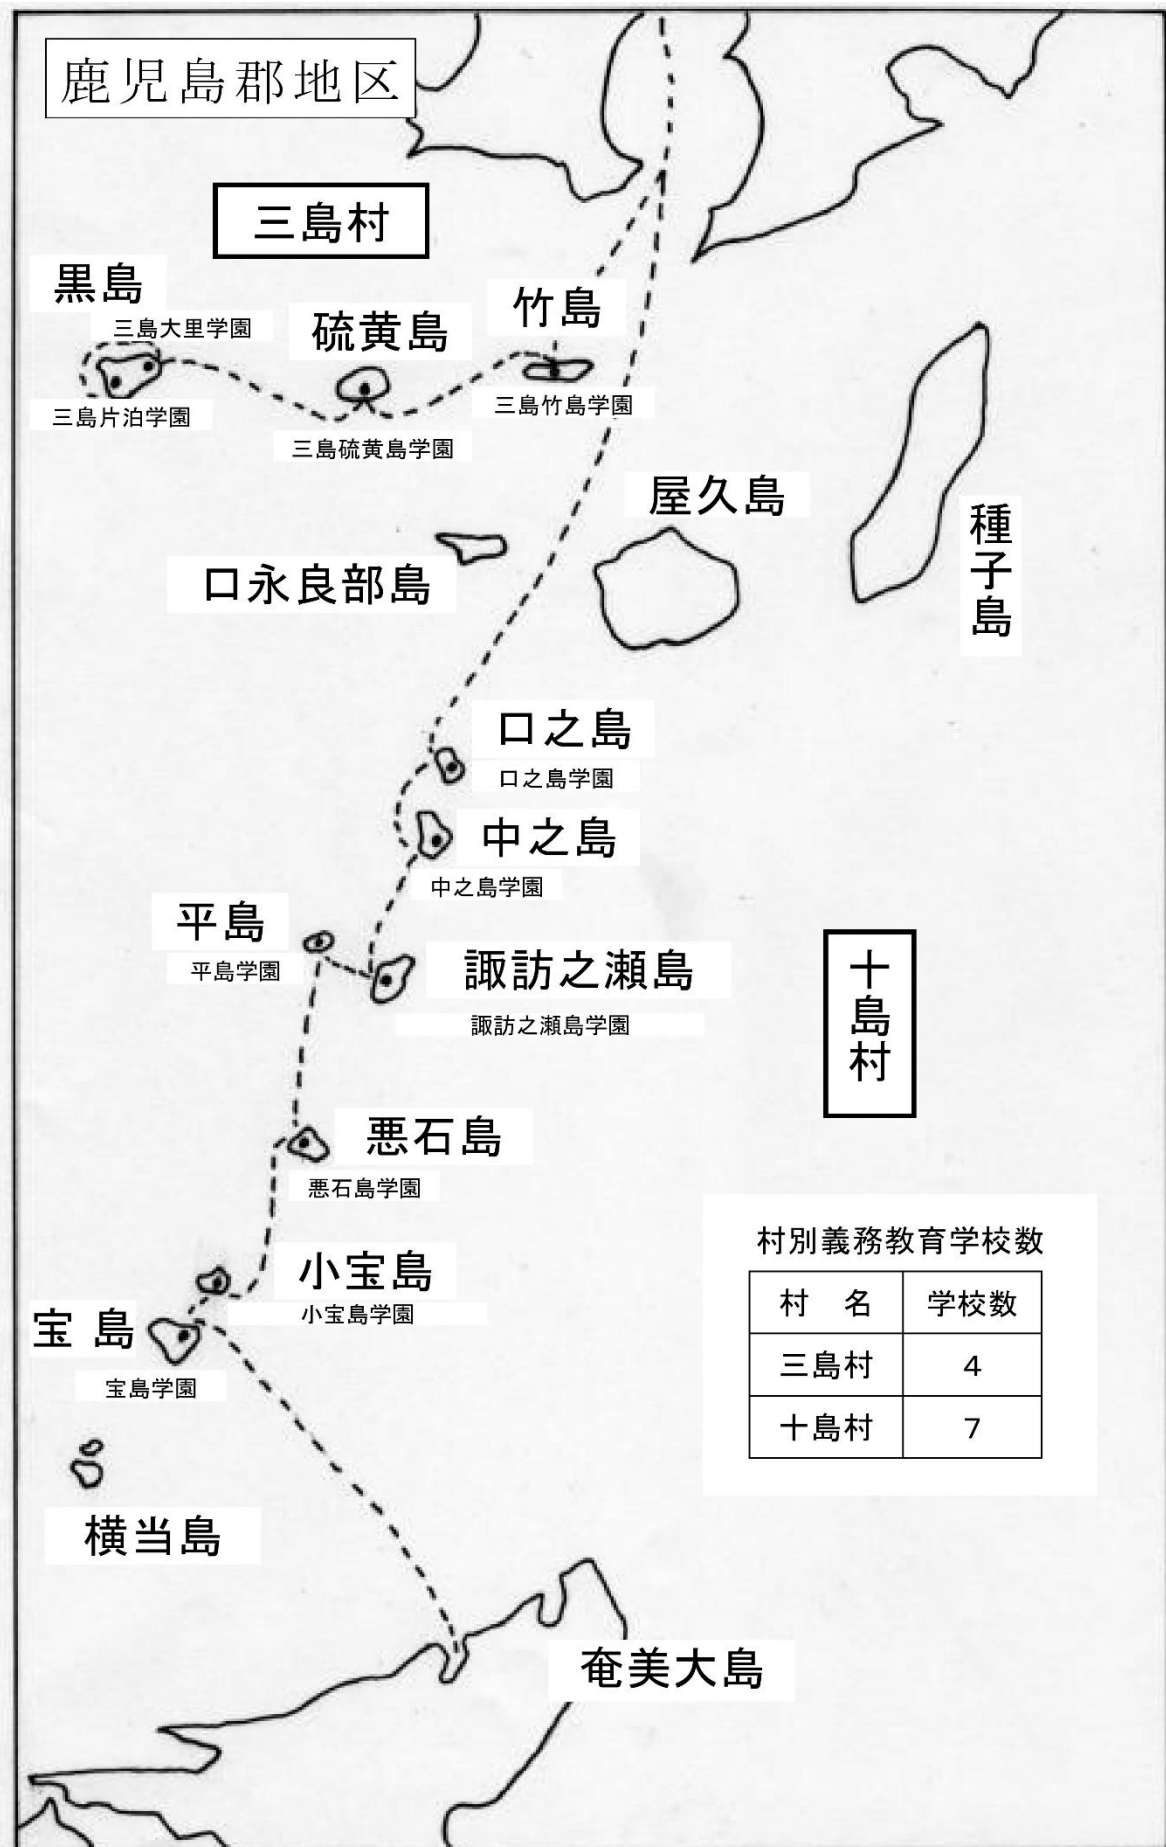 鹿児島郡地区
三島村
黒島
三島大里学園
硫黄島
竹島
三島片泊学園
三島硫黄島学園
三島竹島学園
屋久島
種子島
口永良部島
口之島
口之島学園
中之島
中之島学園
平島
平島学園
諏訪之瀬島
諏訪之瀬島学園
十島村
悪石島
悪石島学園
小宝島
小宝島学園
宝島
宝島学園
村別義務教育学校数
村　名 学校数
三島村 4
十島村 7
横当島
奄美大島